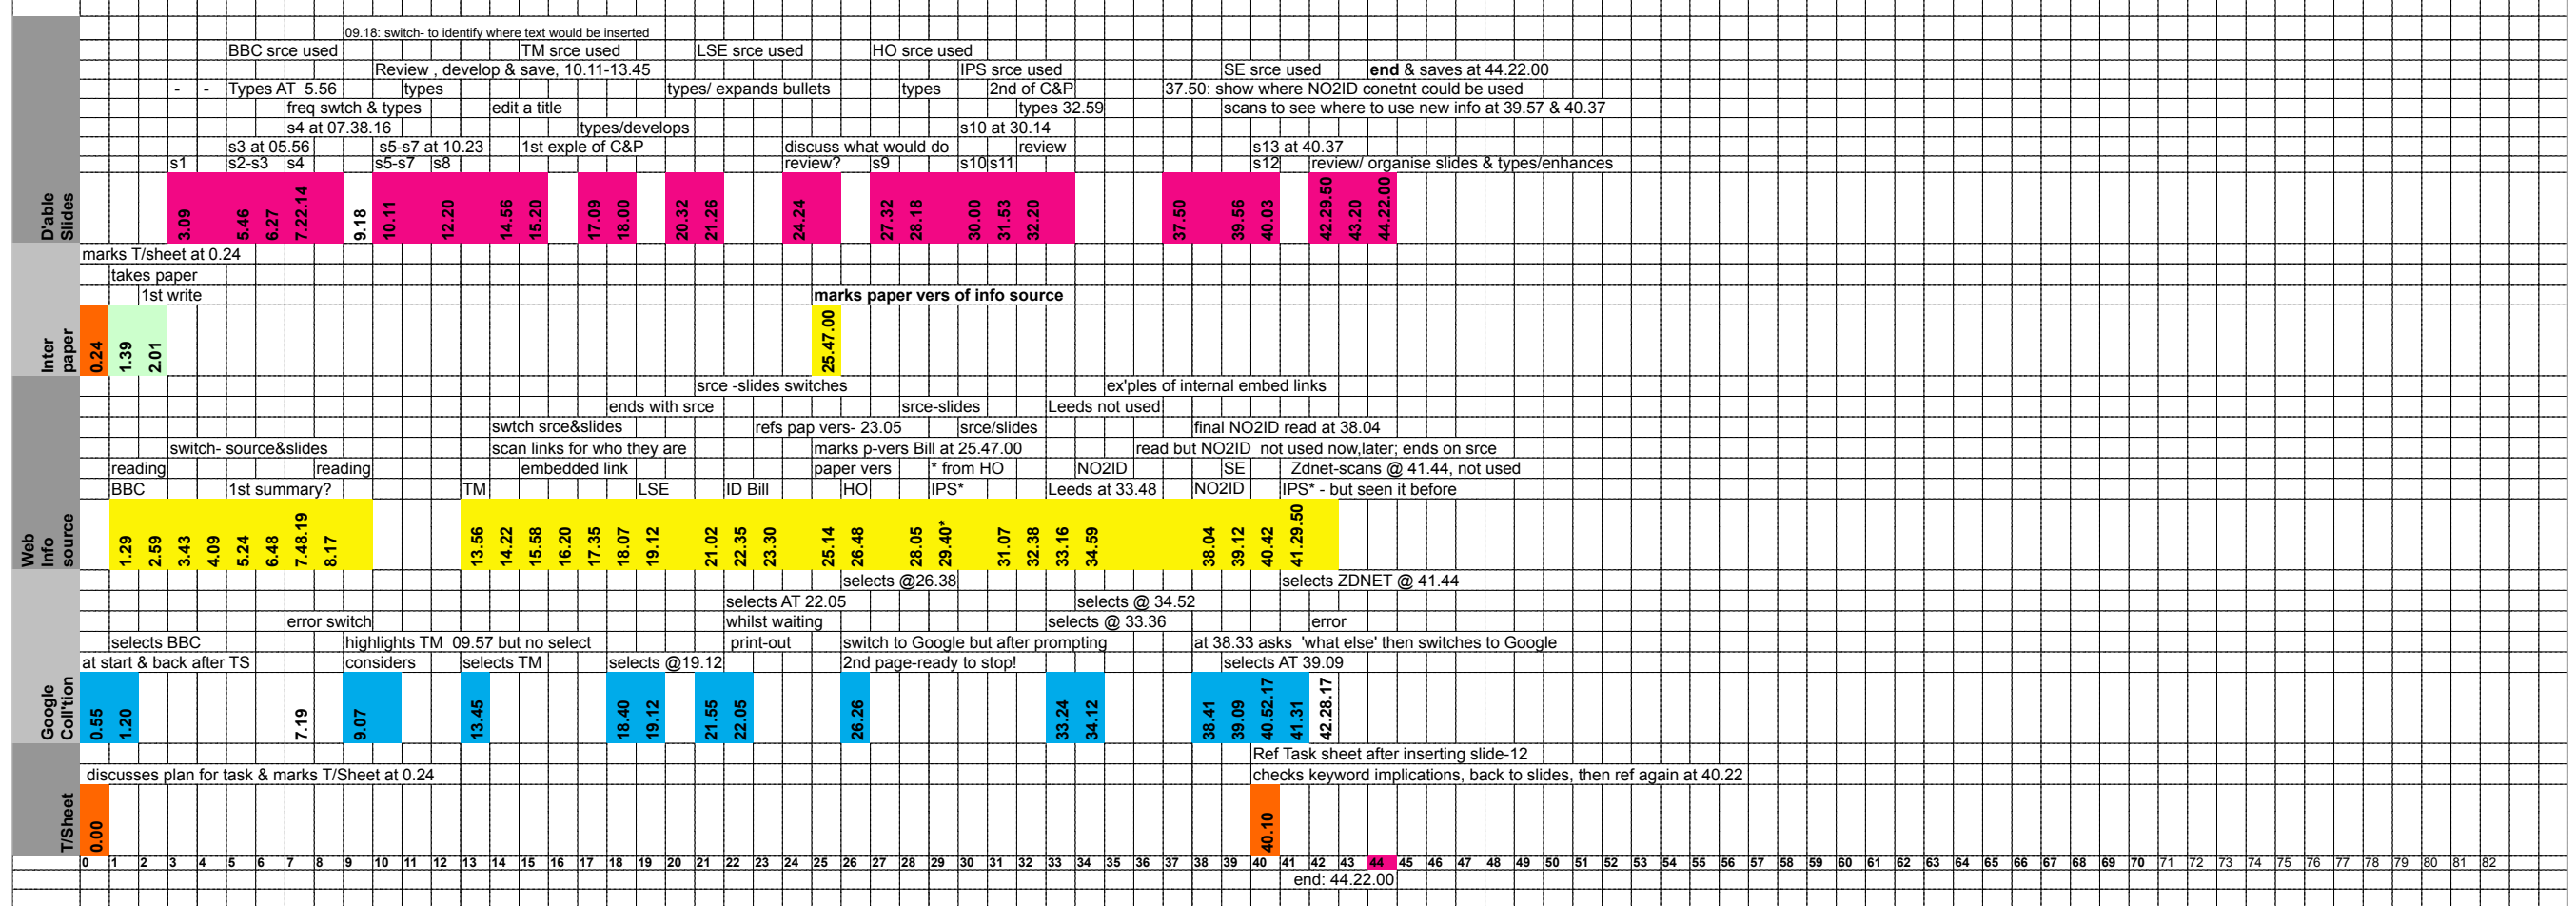 09.18: switch- to identify where text would be inserted
BBC srce used TM srce used LSE srce used HO srce used
Review , develop & save, 10.11-13.45 IPS srce used SE srce used end & saves at 44.22.00
- - Types AT 5.56 types types/ expands bullets types 2nd of C&P 37.50: show where NO2ID conetnt could be used
freq swtch & types edit a title types 32.59 scans to see where to use new info at 39.57 & 40.37
s4 at 07.38.16 types/develops s10 at 30.14
s3 at 05.56 s5-s7 at 10.23 1st exple of C&P discuss what would do review s13 at 40.37
s1 s2-s3 s4 s5-s7 s8 review? s9 s10 s11 s12 review/ organise slides & types/enhances
D'able Slides
3.09 5.46 6.27 7.22.14 9.18 10.11 12.20 14.56 15.20 17.09 18.00 20.32 21.26 24.24 27.32 28.18 30.00 31.53 32.20 37.50 39.56 40.03 42.29.50 43.20 44.22.00
marks T/sheet at 0.24
takes paper
1st write marks paper vers of info source
Inter paper
0.24 1.39 2.01 25.47.00
srce -slides switches ex'ples of internal embed links
ends with srce srce-slides Leeds not used
swtch srce&slides refs pap vers- 23.05 srce/slides final NO2ID read at 38.04
switch- source&slides scan links for who they are marks p-vers Bill at 25.47.00 read but NO2ID not used now,later; ends on srce
reading reading embedded link paper vers * from HO NO2ID SE Zdnet-scans @ 41.44, not used
BBC 1st summary? TM LSE ID Bill HO IPS* Leeds at 33.48 NO2ID IPS* - but seen it before
Web Info source
1.29 2.59 3.43 4.09 5.24 6.48 7.48.19 8.17 13.56 14.22 15.58 16.20 17.35 18.07 19.12 21.02 22.35 23.30 25.14 26.48 28.05 29.40* 31.07 32.38 33.16 34.59 38.04 39.12 40.42 41.29.50
selects @26.38 selects ZDNET @ 41.44
selects AT 22.05 selects @ 34.52
error switch whilst waiting selects @ 33.36 error
selects BBC highlights TM 09.57 but no select print-out switch to Google but after prompting at 38.33 asks 'what else' then switches to Google
at start & back after TS considers selects TM selects @19.12 2nd page-ready to stop! selects AT 39.09
Google Coll'tion
0.55 1.20 7.19 9.07 13.45 18.40 19.12 21.55 22.05 26.26 33.24 34.12 38.41 39.09 40.52.17 41.31 42.28.17
Ref Task sheet after inserting slide-12
discusses plan for task & marks T/Sheet at 0.24 checks keyword implications, back to slides, then ref again at 40.22
T/Sheet
0.00 40.10
0 1 2 3 4 5 6 7 8 9 10 11 12 13 14 15 16 17 18 19 20 21 22 23 24 25 26 27 28 29 30 31 32 33 34 35 36 37 38 39 40 41 42 43 44 45 46 47 48 49 50 51 52 53 54 55 56 57 58 59 60 61 62 63 64 65 66 67 68 69 70 71 72 73 74 75 76 77 78 79 80 81 82
end: 44.22.00